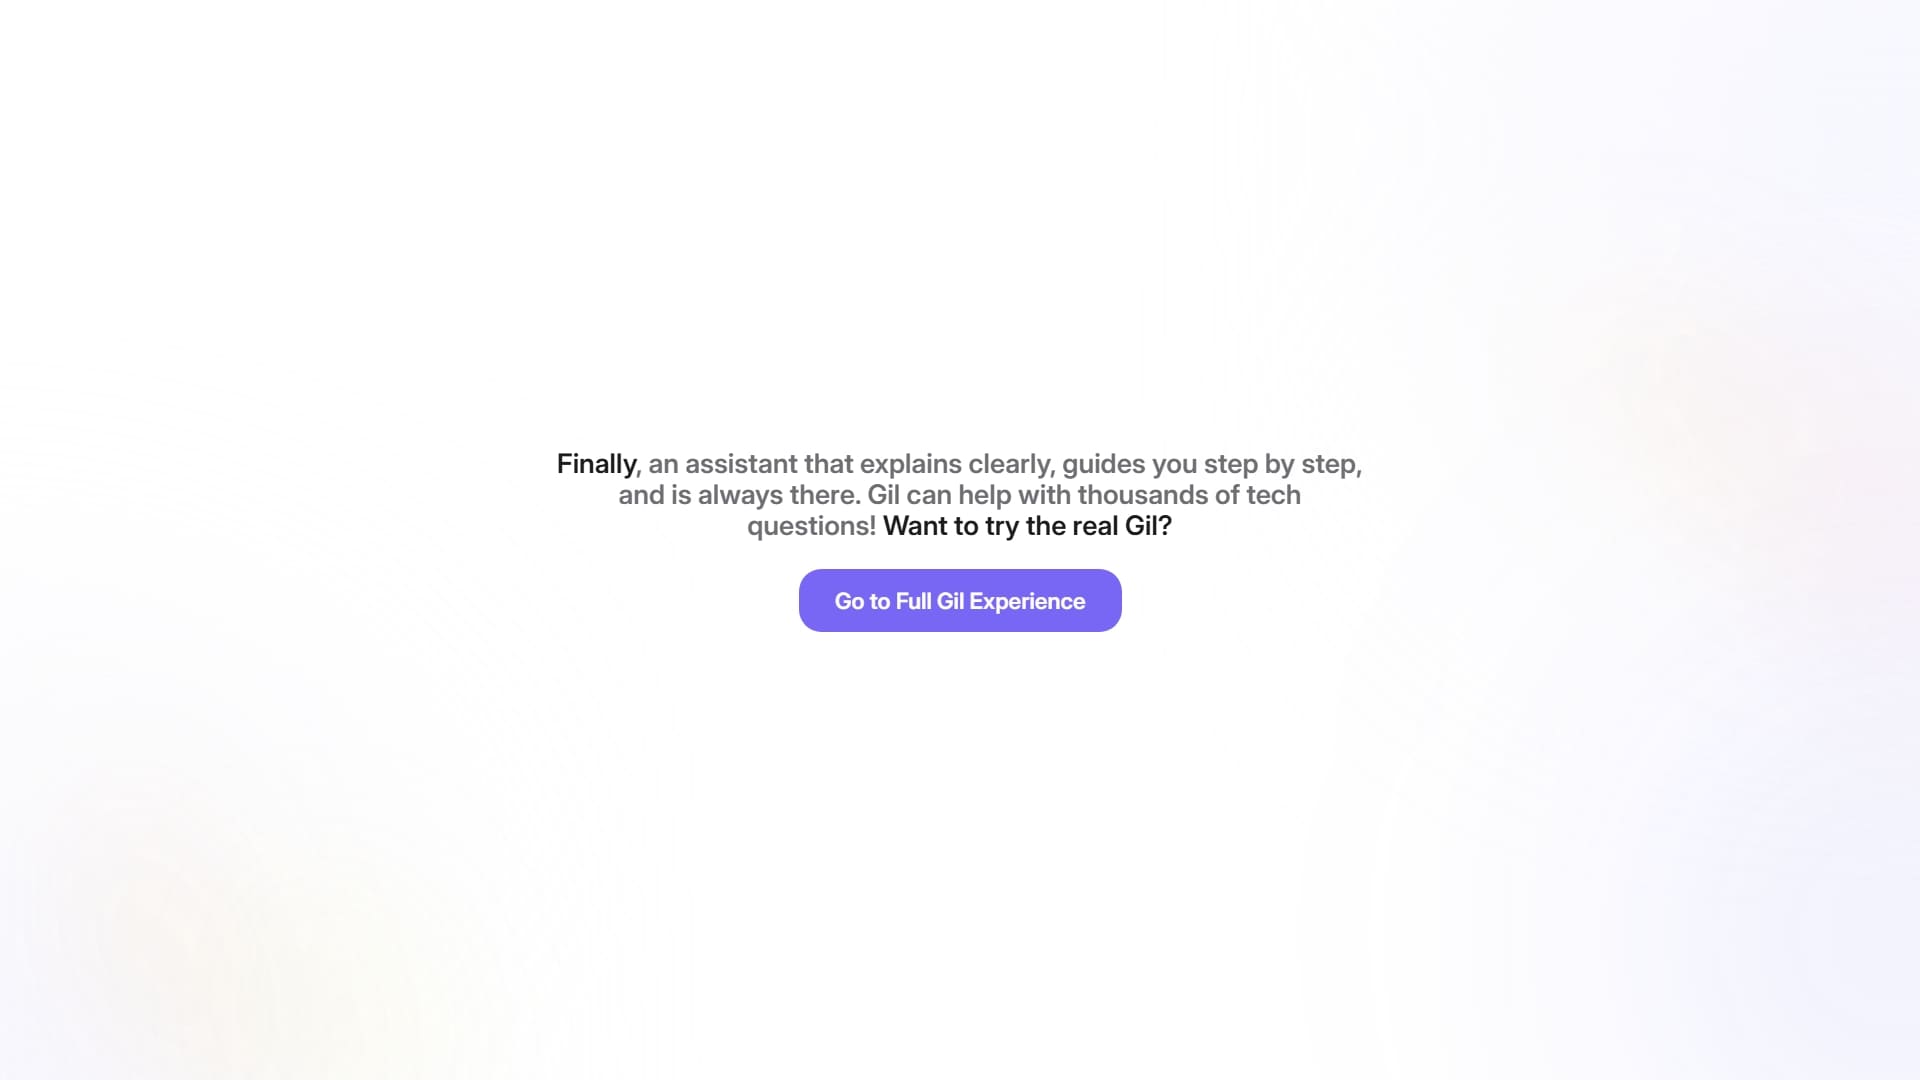 Finally, an assistant that explains clearly, guides you step by step,
and is always there. Gil can help with thousands of tech
questions! Want to try the real Gil?
Go to Full Gil Experience